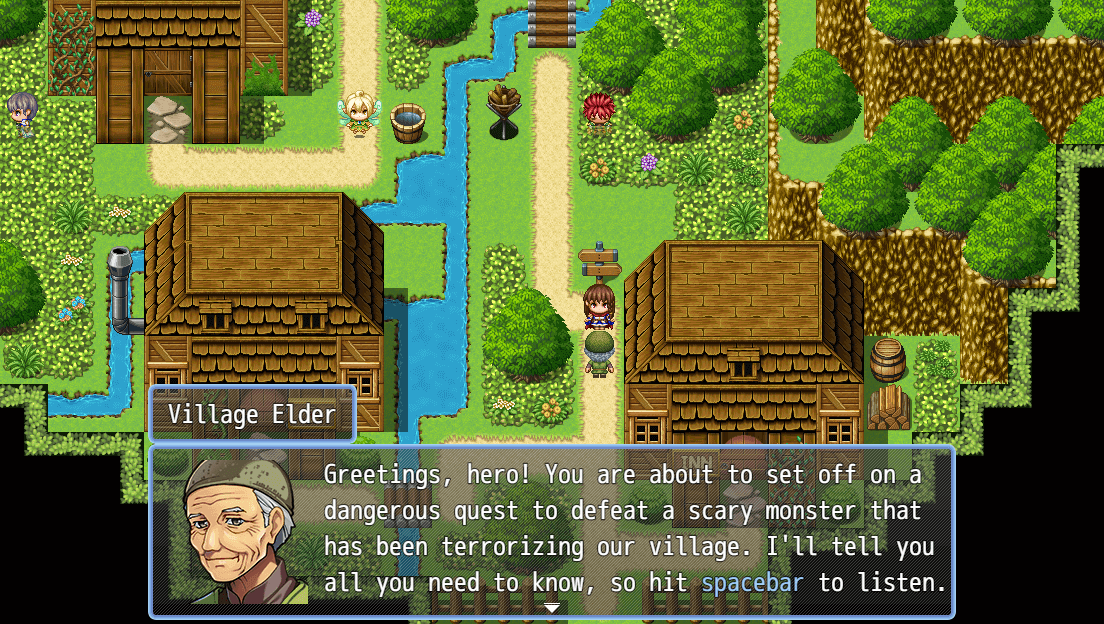 Village Elder
Greetings, hero! You are about to set off on a
dangerous quest to defeat a scary monster that
has been terrorizing our village. I'll tell you
all you need to know, so hit spacebar to listen.
INN